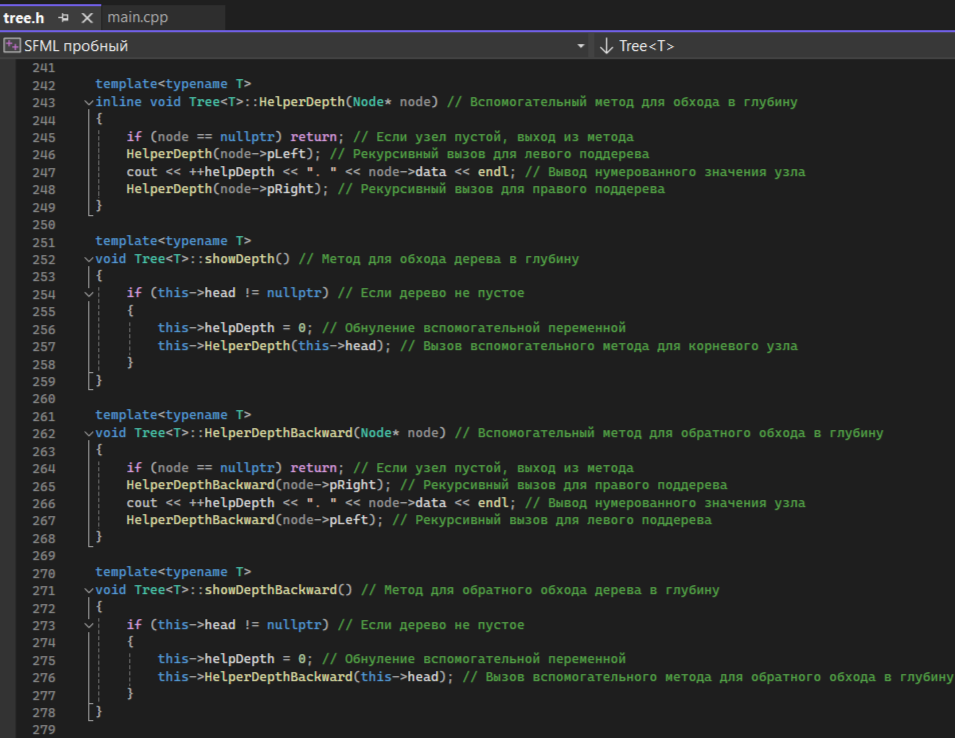 tree.h main.cpp
SFML пробный Tree<T>
241
242 template<typename T>
243 inline void Tree<T>::HelperDepth(Node* node) // Вспомогательный метод для обхода в глубину
244 {
245 if (node == nullptr) return; // Если узел пустой, выход из метода
246 HelperDepth(node->pLeft); // Рекурсивный вызов для левого поддерева
247 cout << ++helpDepth << ". " << node->data << endl; // Вывод нумерованного значения узла
248 HelperDepth(node->pRight); // Рекурсивный вызов для правого поддерева
249 }
250
251 template<typename T>
252 void Tree<T>::showDepth() // Метод для обхода дерева в глубину
253 {
254 if (this->head != nullptr) // Если дерево не пустое
255 {
256 this->helpDepth = 0; // Обнуление вспомогательной переменной
257 this->HelperDepth(this->head); // Вызов вспомогательного метода для корневого узла
258 }
259 }
260
261 template<typename T>
262 void Tree<T>::HelperDepthBackward(Node* node) // Вспомогательный метод для обратного обхода в глубину
263 {
264 if (node == nullptr) return; // Если узел пустой, выход из метода
265 HelperDepthBackward(node->pRight); // Рекурсивный вызов для правого поддерева
266 cout << ++helpDepth << ". " << node->data << endl; // Вывод нумерованного значения узла
267 HelperDepthBackward(node->pLeft); // Рекурсивный вызов для левого поддерева
268 }
269
270 template<typename T>
271 void Tree<T>::showDepthBackward() // Метод для обратного обхода дерева в глубину
272 {
273 if (this->head != nullptr) // Если дерево не пустое
274 {
275 this->helpDepth = 0; // Обнуление вспомогательной переменной
276 this->HelperDepthBackward(this->head); // Вызов вспомогательного метода для обратного обхода в глубину
277 }
278 }
279